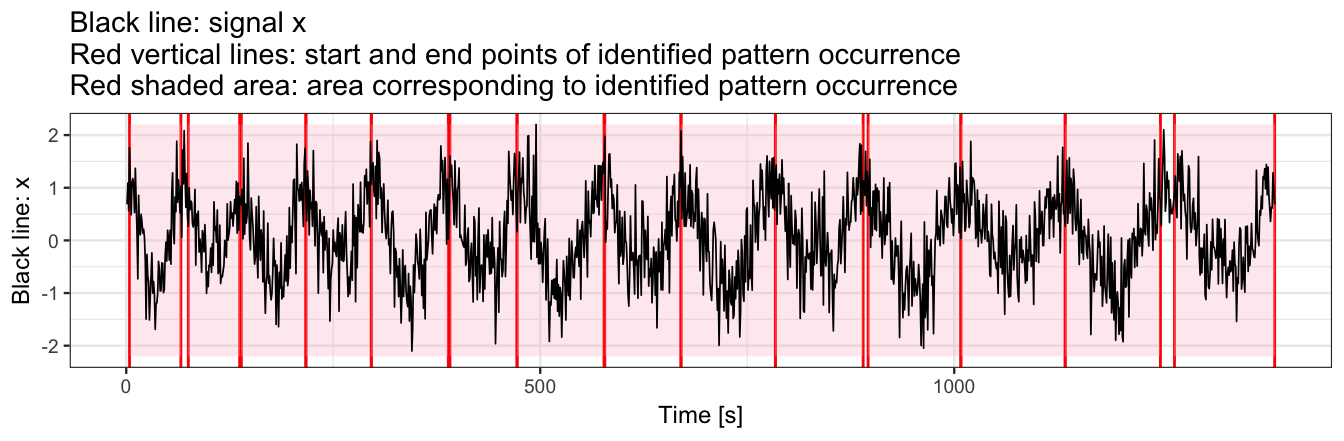 Black line: signal x
Red vertical lines: start and end points of identified pattern occurrence
Red shaded area: area corresponding to identified pattern occurrence
2
1
0
-1
-2
Black line: x
0
500
1000
Time [s]